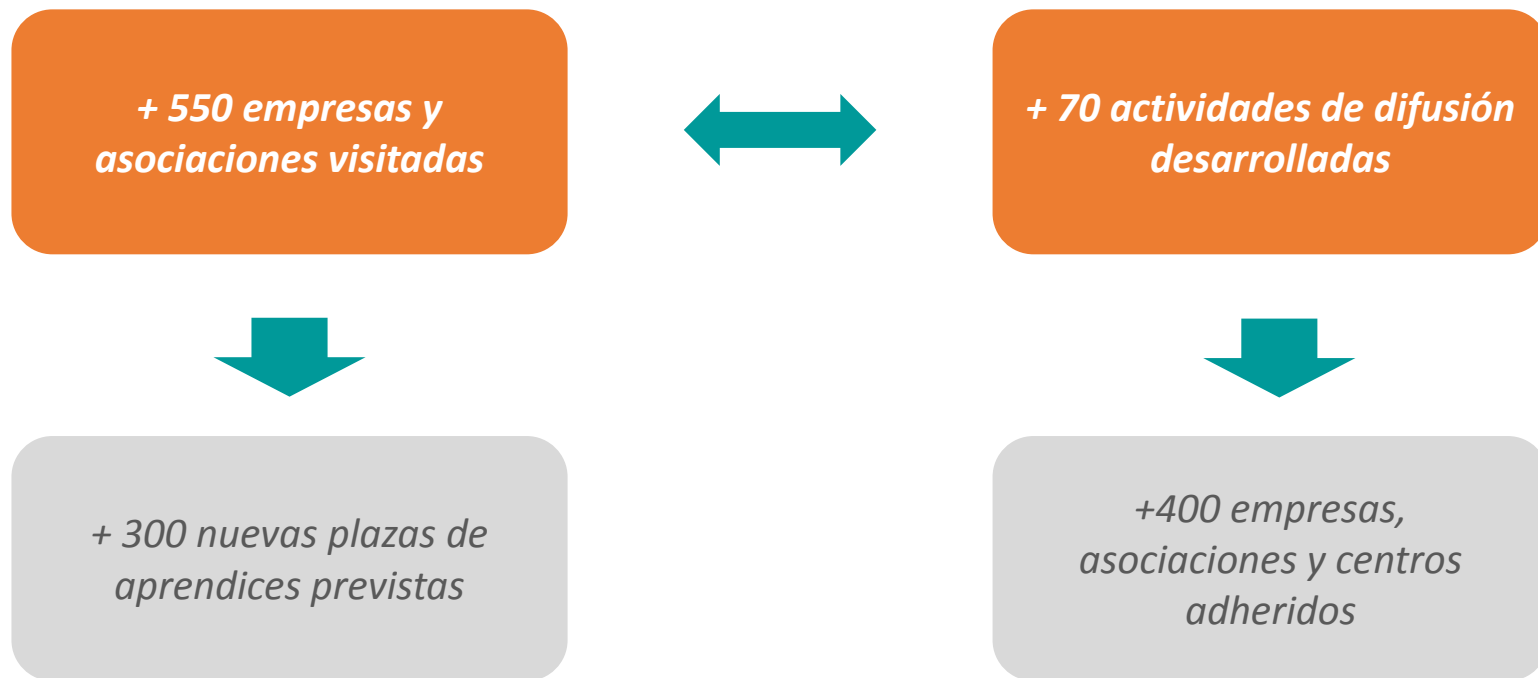 + 550 empresas y
asociaciones visitadas
+ 70 actividades de difusión
desarrolladas
+ 300 nuevas plazas de
aprendices previstas
+400 empresas,
asociaciones y centros
adheridos